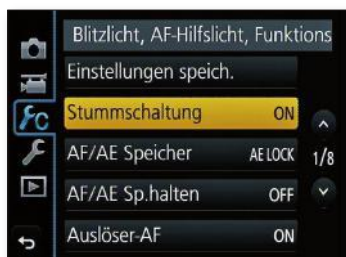 Blitzlicht, AF-Hilfslicht, Funktions
Einstellungen speich.
Stummschaltung ON
AF/AE Speicher AE LOCK
AF/AE Sp.halten OFF
Auslöser-AF ON
1/8
C